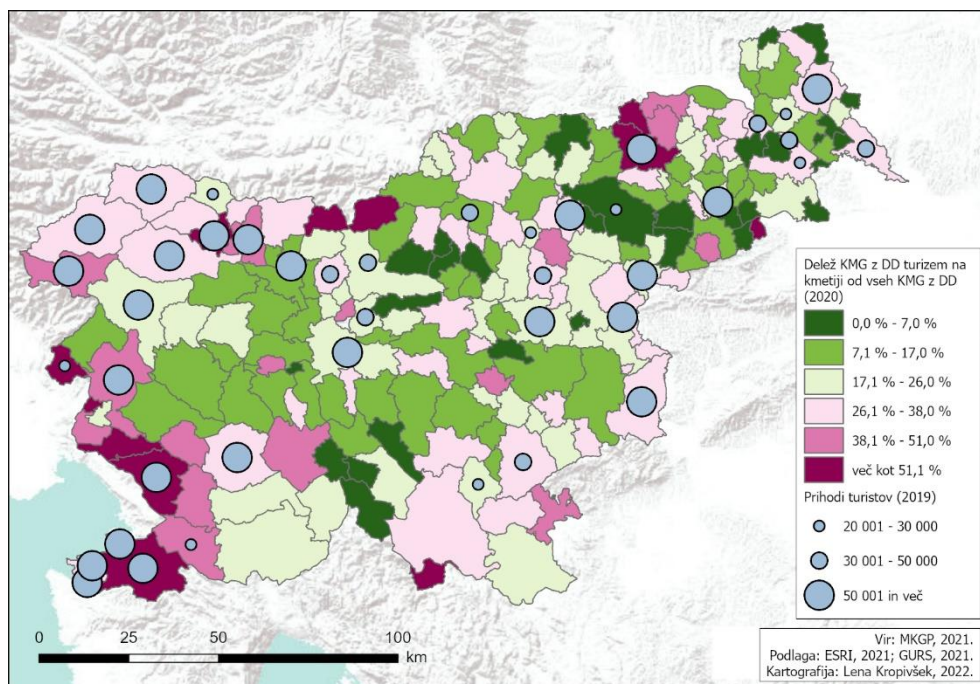 Delež KMG z DD turizem na
kmetiji od vseh KMG z DD
(2020)
0,0 % - 7,0 %
7,1 % - 17,0 %
17,1 % - 26,0 %
26,1 % - 38,0 %
38,1 % - 51,0 %
več kot 51,1 %
Prihodi turistov (2019)
20 001 - 30 000
30 001 - 50 000
50 001 in več
0 25 50 100
km
Vir: MKGP, 2021.
Podlaga: ESRI, 2021; GURS, 2021.
Kartografija: Lena Kropivšek, 2022.